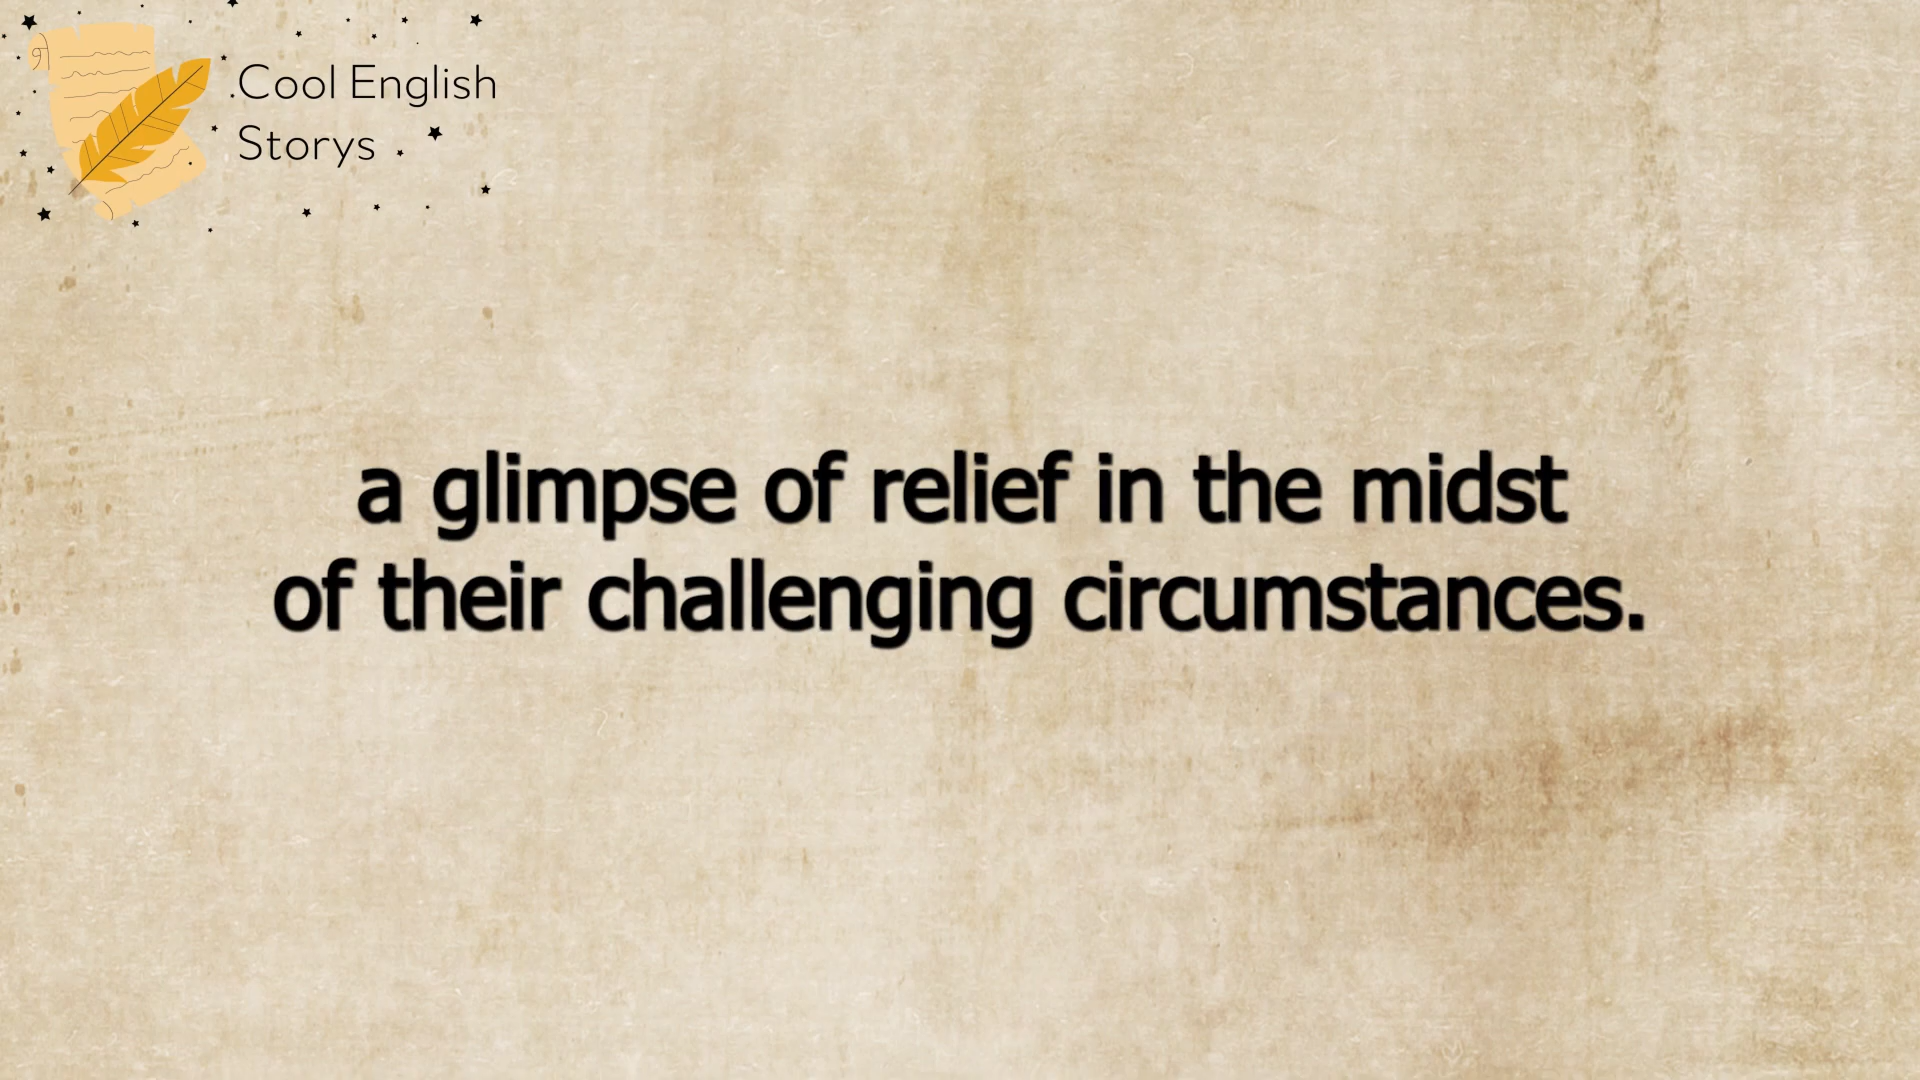 Cool English
Storys
a glimpse of relief in the midst
of their challenging circumstances.